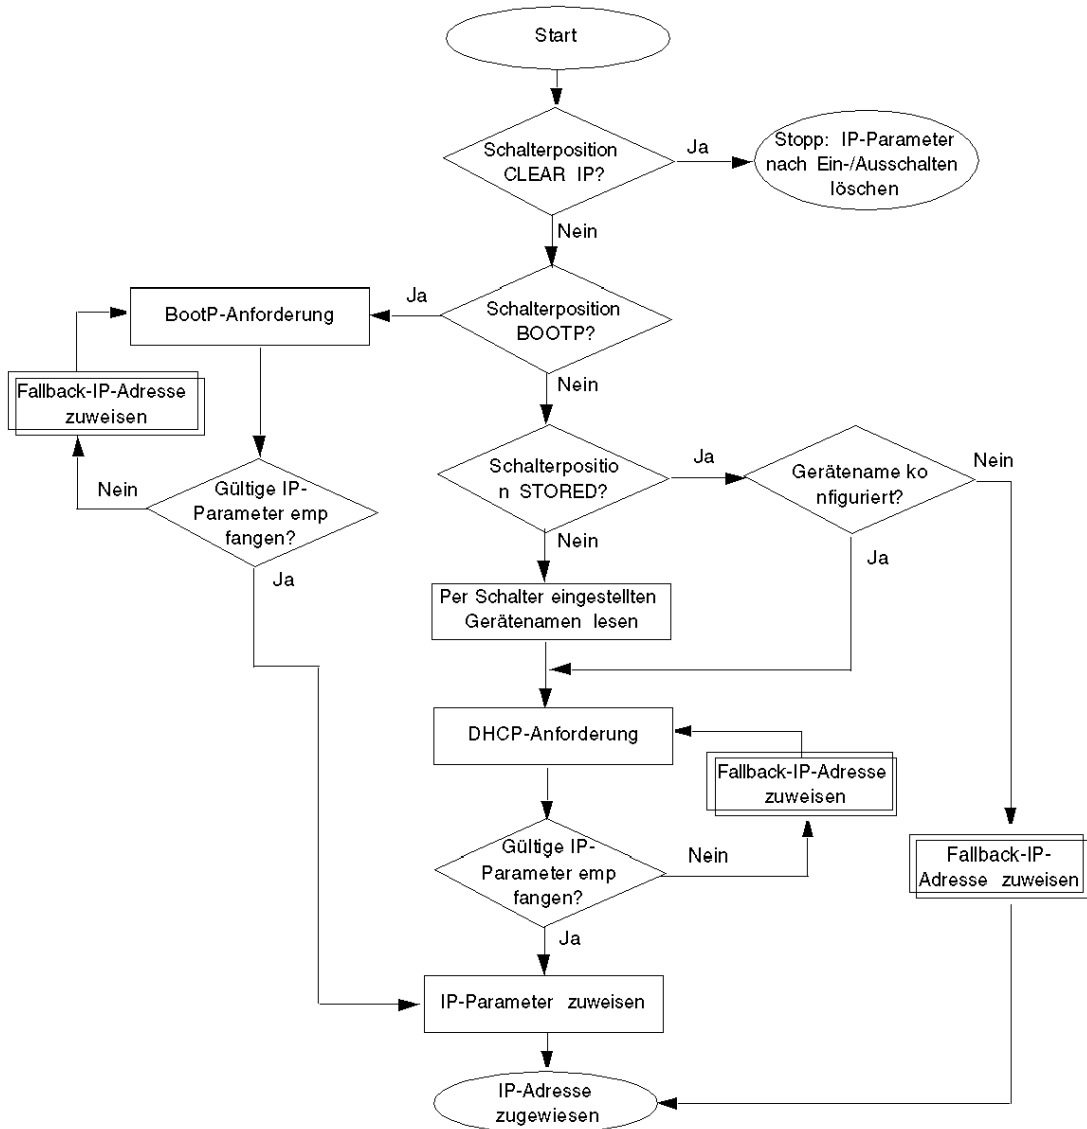 Start
Schalterposition
CLEAR IP?
Ja
Stopp: IP-Parameter
nach Ein-/Ausschalten
löschen
Nein
BootP-Anforderung
Ja
Schalterposition
BOOTP?
Nein
Fallback-IP-Adresse
zuweisen
Nein
Gültige IP-
Parameter emp
fangen?
Ja
Schalterpositio
n STORED?
Ja
Gerätename ko
nfiguriert?
Nein
Nein
Ja
Per Schalter eingestellten
Gerätenamen lesen
DHCP-Anforderung
Fallback-IP-Adresse
zuweisen
Gültige IP-
Parameter emp
fangen?
Nein
Fallback-IP-
Adresse zuweisen
Ja
IP-Parameter zuweisen
IP-Adresse
zugewiesen